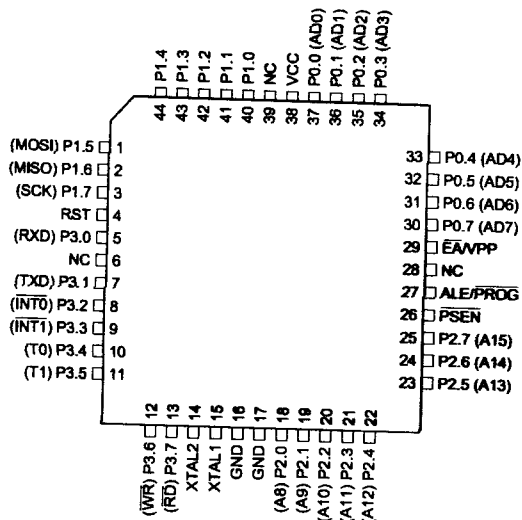 P1.4
P1.3
P1.2
P1.1
P1.0
NC
VCC
P0.0 (AD0)
P0.1 (AD1)
P0.2 (AD2)
P0.3 (AD3)
44
43
42
41
40
39
38
37
36
35
34
(MOSI) P1.5 1
(MISO) P1.6 2
(SCK) P1.7 3
RST 4
(RXD) P3.0 5
NC 6
(TXD) P3.1 7
(INT0) P3.2 8
(INT1) P3.3 9
(T0) P3.4 10
(T1) P3.5 11
33 P0.4 (AD4)
32 P0.5 (AD5)
31 P0.6 (AD6)
30 P0.7 (AD7)
29 EA/VPP
28 NC
27 ALE/PROG
26 PSEN
25 P2.7 (A15)
24 P2.6 (A14)
23 P2.5 (A13)
12
13
14
15
16
17
18
19
20
21
22
(WR) P3.6
(RD) P3.7
XTAL2
XTAL1
GND
GND
(A8) P2.0
(A9) P2.1
(A10) P2.2
(A11) P2.3
(A12) P2.4